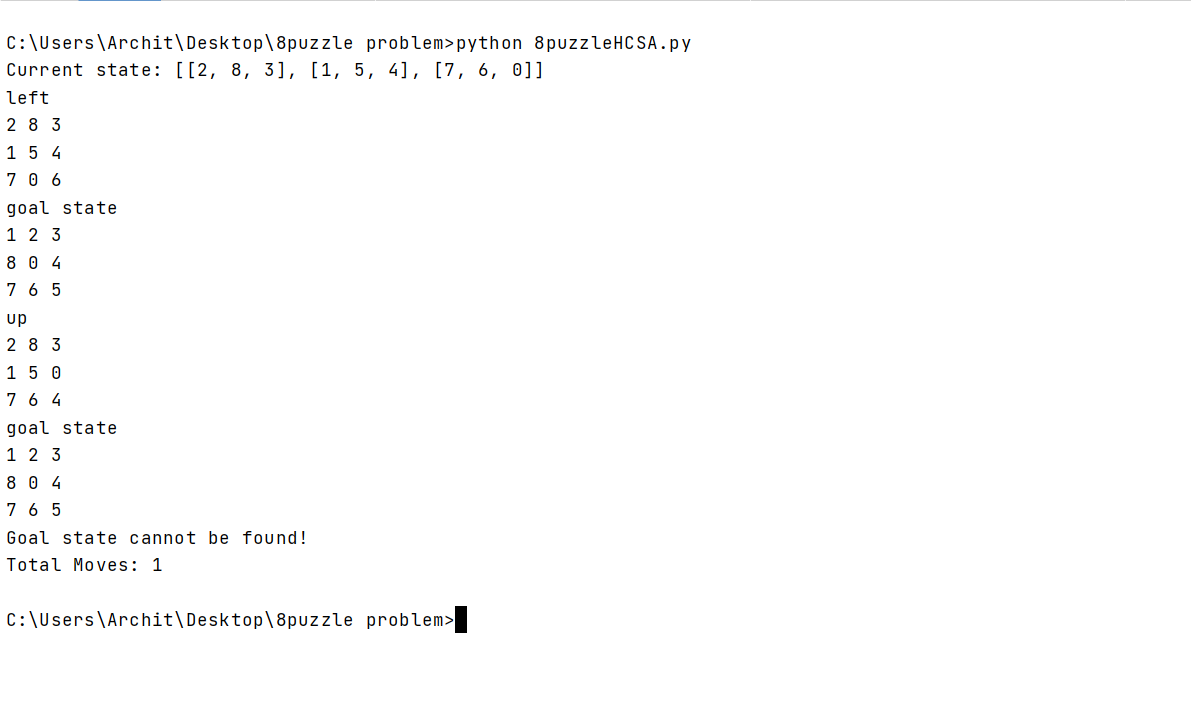 C:\Users\Archit\Desktop\8puzzle problem>python 8puzzleHCSA.py
Current state: [[2, 8, 3], [1, 5, 4], [7, 6, 0]]
left
2 8 3
1 5 4
7 0 6
goal state
1 2 3
8 0 4
7 6 5
up
2 8 3
1 5 0
7 6 4
goal state
1 2 3
8 0 4
7 6 5
Goal state cannot be found!
Total Moves: 1
C:\Users\Archit\Desktop\8puzzle problem>